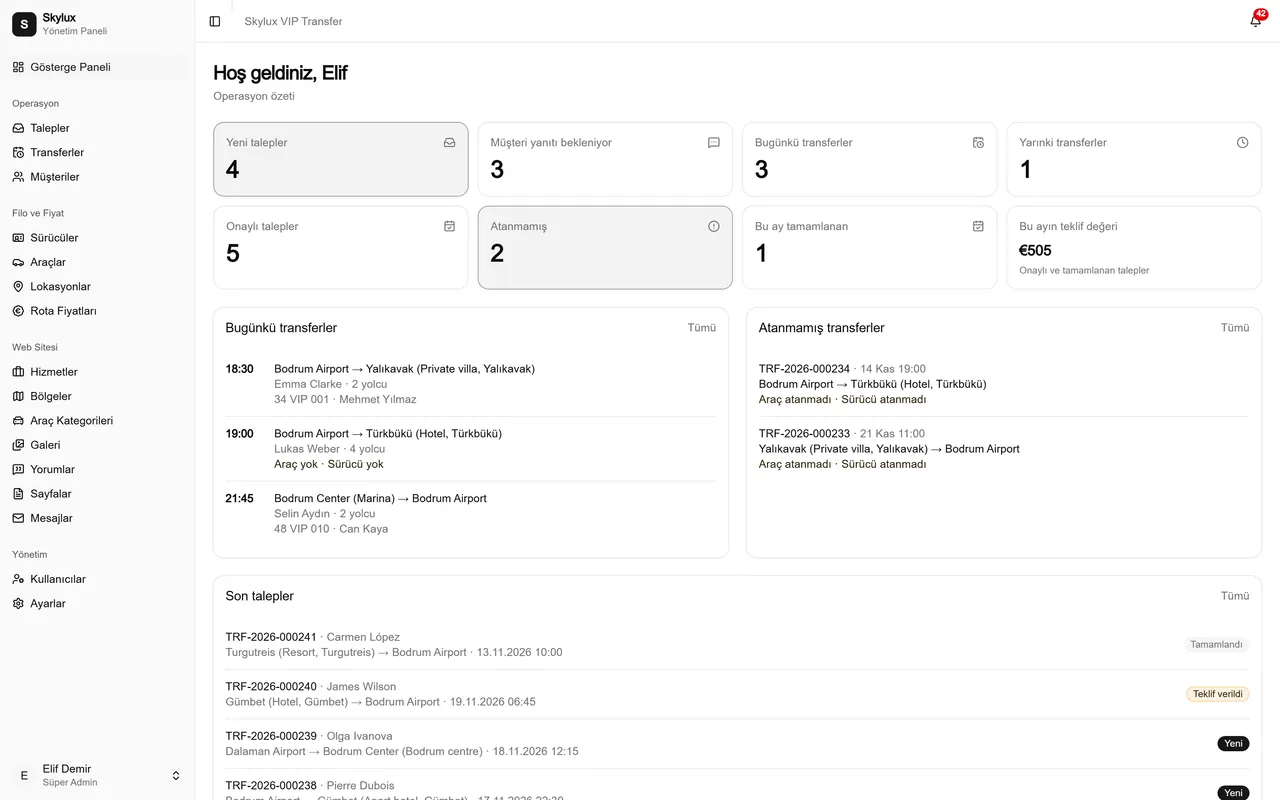 S
Skylux
Yönetim Paneli
Gösterge Paneli
Operasyon
Talepler
Transferler
Müşteriler
Filo ve Fiyat
Sürücüler
Araçlar
Lokasyonlar
Rota Fiyatları
Web Sitesi
Hizmetler
Bölgeler
Araç Kategorileri
Galeri
Yorumlar
Sayfalar
Mesajlar
Yönetim
Kullanıcılar
Ayarlar
E
Elif Demir
Süper Admin
Skylux VIP Transfer
42
Hoş geldiniz, Elif
Operasyon özeti
Yeni talepler
4
Müşteri yanıtı bekleniyor
3
Bugünkü transferler
3
Yarınki transferler
1
Onaylı talepler
5
Atanmamış
2
Bu ay tamamlanan
1
Bu ayın teklif değeri
€505
Onaylı ve tamamlanan talepler
Bugünkü transferler
Tümü
18:30
Bodrum Airport → Yalıkavak (Private villa, Yalıkavak)
Emma Clarke · 2 yolcu
34 VIP 001 · Mehmet Yılmaz
19:00
Bodrum Airport → Türkbükü (Hotel, Türkbükü)
Lukas Weber · 4 yolcu
Araç yok · Sürücü yok
21:45
Bodrum Center (Marina) → Bodrum Airport
Selin Aydın · 2 yolcu
48 VIP 010 · Can Kaya
Atanmamış transferler
Tümü
TRF-2026-000234 · 14 Kas 19:00
Bodrum Airport → Türkbükü (Hotel, Türkbükü)
Araç atanmadı · Sürücü atanmadı
TRF-2026-000233 · 21 Kas 11:00
Yalıkavak (Private villa, Yalıkavak) → Bodrum Airport
Araç atanmadı · Sürücü atanmadı
Son talepler
Tümü
TRF-2026-000241 · Carmen López
Turgutreis (Resort, Turgutreis) → Bodrum Airport · 13.11.2026 10:00
Tamamlandı
TRF-2026-000240 · James Wilson
Gümbet (Hotel, Gümbet) → Bodrum Airport · 19.11.2026 06:45
Teklif verildi
TRF-2026-000239 · Olga Ivanova
Dalaman Airport → Bodrum Center (Bodrum centre) · 18.11.2026 12:15
Yeni
TRF-2026-000238 · Pierre Dubois
Bodrum Airport → Gümbet (Apart hotel, Gümbet) · 17.11.2026 22:30
Yeni